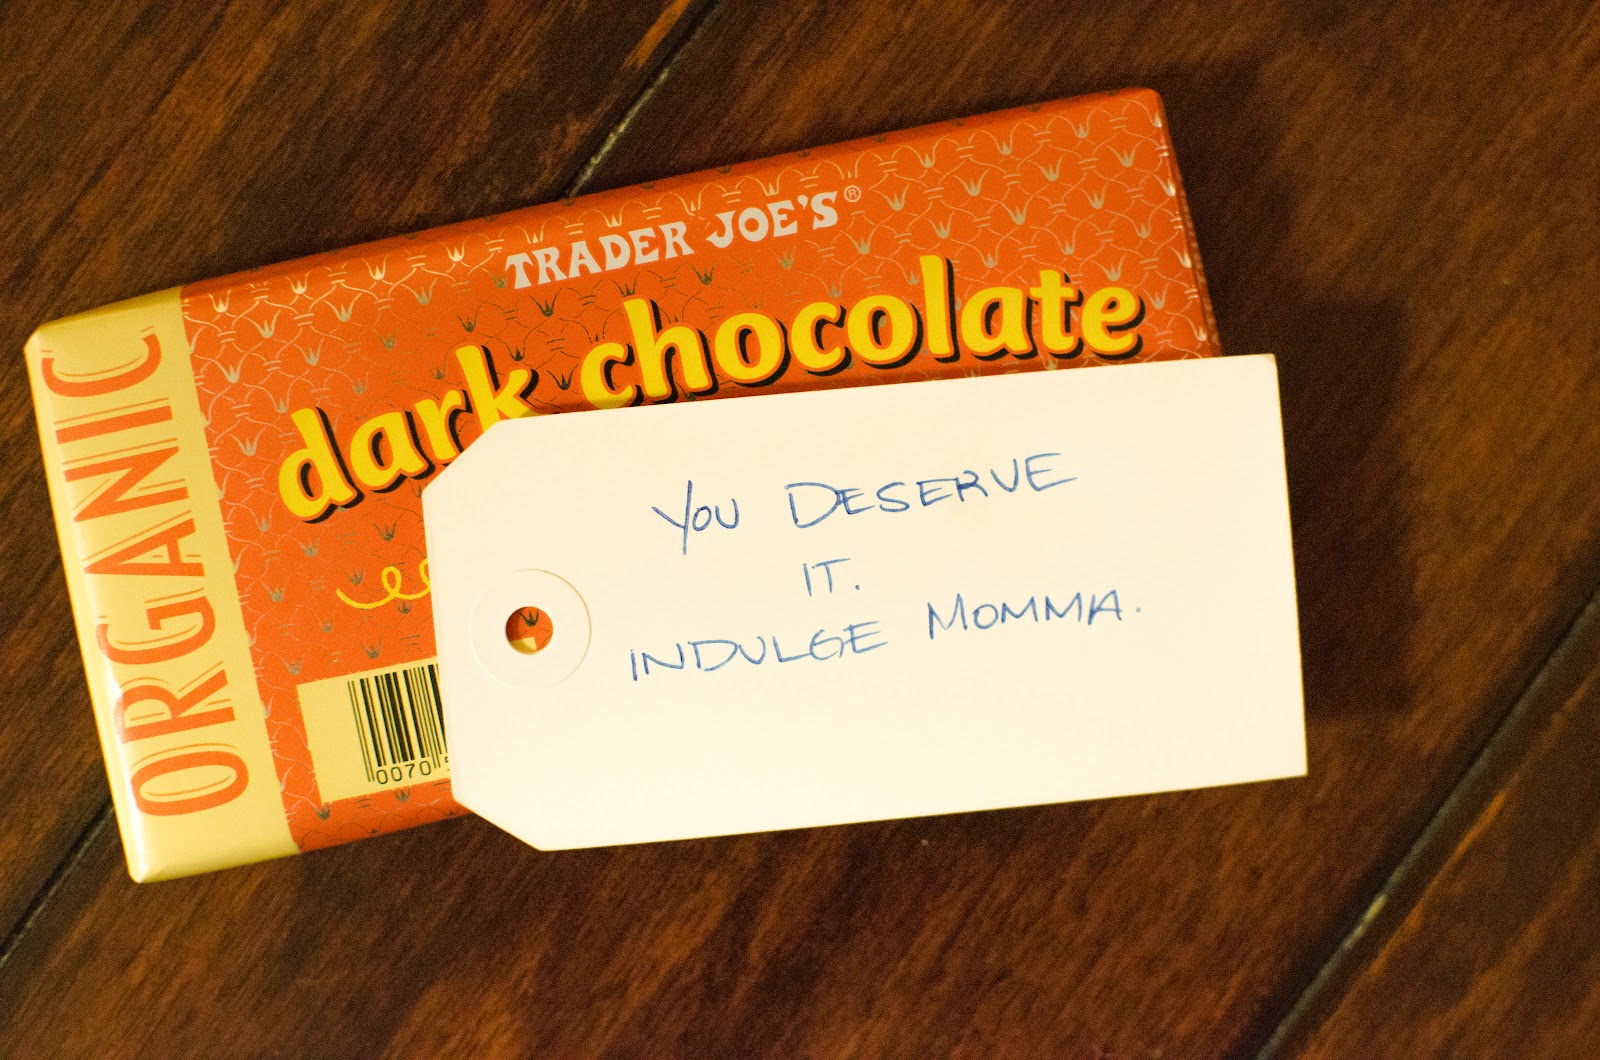 TRADER JOE'S®
dark chocolate
ORGANIC
YOU DESERVE
IT.
INDULGE MOMMA.
0070